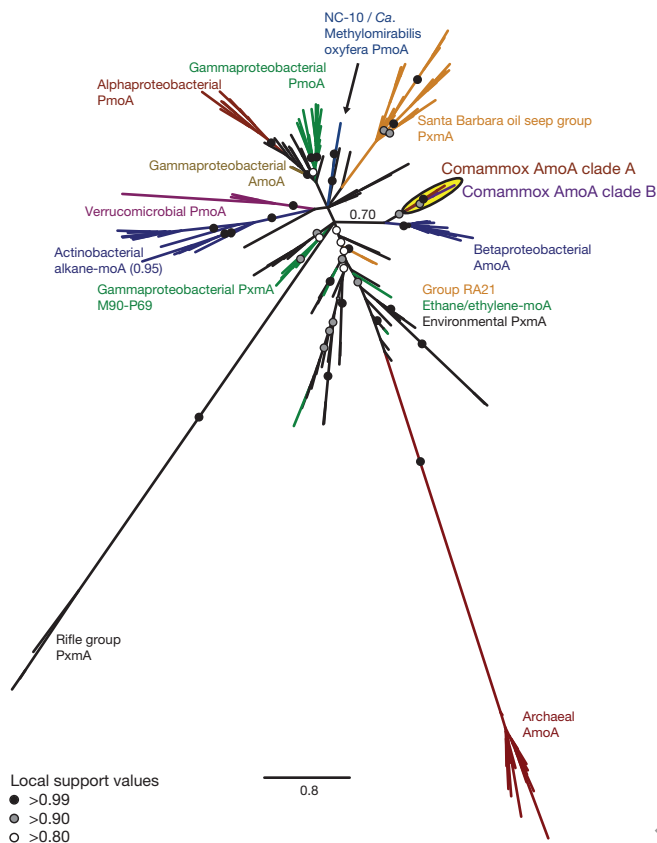 NC-10 / Ca.
Methylomirabilis
oxyfera PmoA
Gammaproteobacterial
PmoA
Alphaproteobacterial
PmoA
Santa Barbara oil seep group
PxmA
Gammaproteobacterial
AmoA
Comammox AmoA clade A
Comammox AmoA clade B
Verrucomicrobial PmoA
0.70
Actinobacterial
alkane-moA (0.95)
Betaproteobacterial
AmoA
Gammaproteobacterial PxmA
M90-P69
Group RA21
Ethane/ethylene-moA
Environmental PxmA
Rifle group
PxmA
Archaeal
AmoA
Local support values
>0.99
>0.90
>0.80
0.8